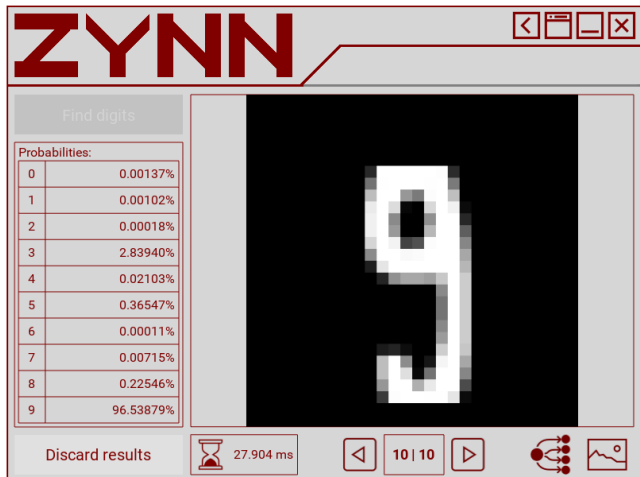 ZYNN
Find digits
Probabilities:
0 0.00137%
1 0.00102%
2 0.00018%
3 2.83940%
4 0.02103%
5 0.36547%
6 0.00011%
7 0.00715%
8 0.22546%
9 96.53879%
9
Discard results
27.904 ms
10 | 10